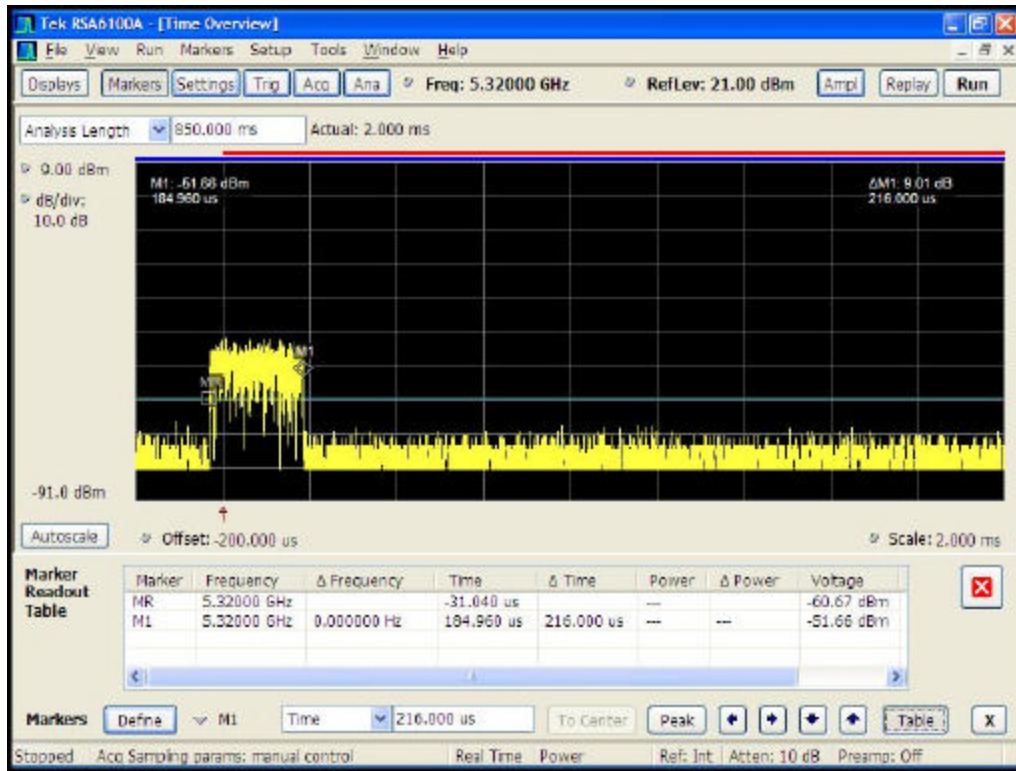 Tek RSA6100A - [Time Overview]
File View Run Markers Setup Tools Window Help
Displays Markers Settings Trig Acq Ana Freq: 5.32000 GHz RefLev: 21.00 dBm Ampl Replay Run
Analysis Length 850.000 ms Actual: 2.000 ms
9.00 dBm
dB/div:
10.0 dB
M1: -51.66 dBm
184.960 us
ΔM1: 9.01 dB
216.000 us
M1
MR
-91.0 dBm
Autoscale Offset: -200.000 us Scale: 2.000 ms
Marker Readout Table
Marker Frequency Δ Frequency Time Δ Time Power Δ Power Voltage
MR 5.32000 GHz -31.040 us --- -60.67 dBm
M1 5.32000 GHz 0.000000 Hz 184.960 us 216.000 us --- --- -51.66 dBm
Markers Define M1 Time 216.000 us To Center Peak Table X
Stopped Acq Sampling params: manual control Real Time Power Ref: Int Atten: 10 dB Preamp: Off